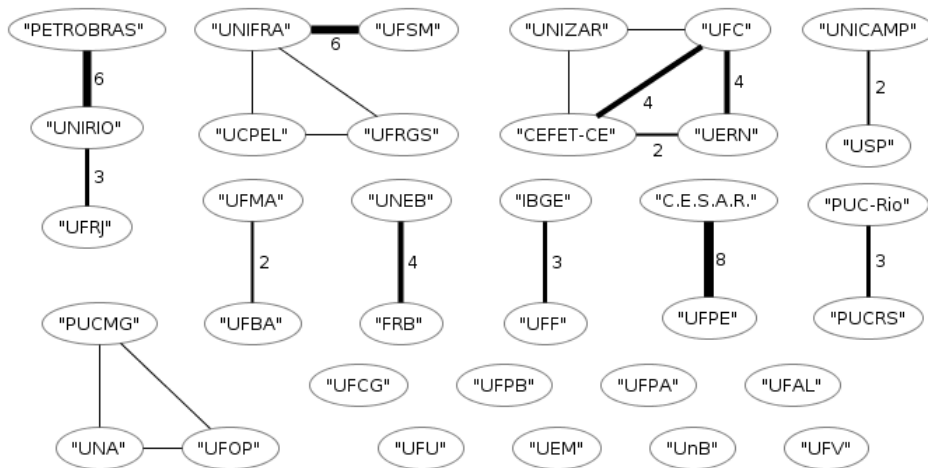 "PETROBRAS" "UNIFRA" 6 "UFSM" "UNIZAR" "UFC" "UNICAMP"
6 4 4 2
"UNIRIO" "UCPEL" "UFRGS" "CEFET-CE" 2 "UERN" "USP"
3
"UFRJ" "UFMA" "UNEB" "IBGE" "C.E.S.A.R." "PUC-Rio"
2 4 3 8 3
"PUCMG" "UFBA" "FRB" "UFF" "UFPE" "PUCRS"
"UFCG" "UFPB" "UFPA" "UFAL"
"UNA" "UFOP" "UFU" "UEM" "UnB" "UFV"